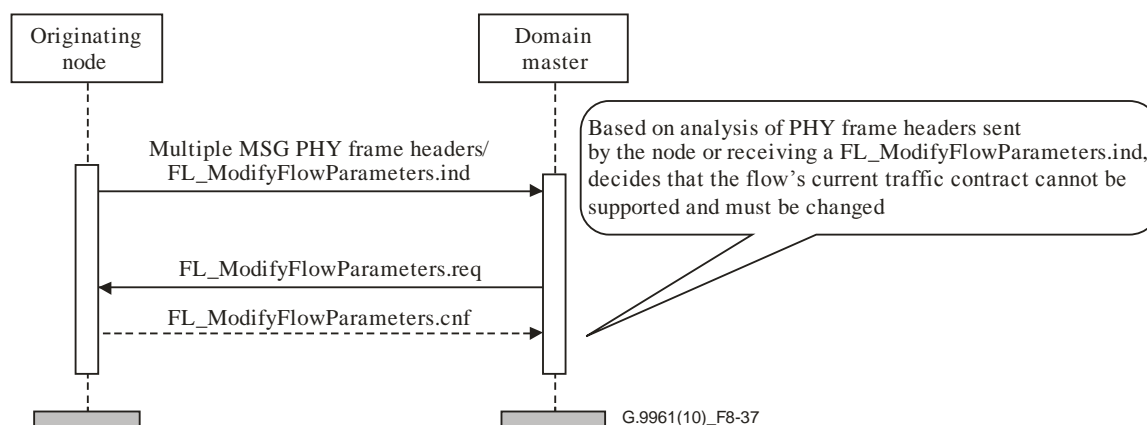 Originating
node
Domain
master
Based on analysis of PHY frame headers sent
by the node or receiving a FL_ModifyFlowParameters.ind,
decides that the flow's current traffic contract cannot be
supported and must be changed
Multiple MSG PHY frame headers/
FL_ModifyFlowParameters.ind
FL_ModifyFlowParameters.req
FL_ModifyFlowParameters.cnf
G.9961(10)_F8-37